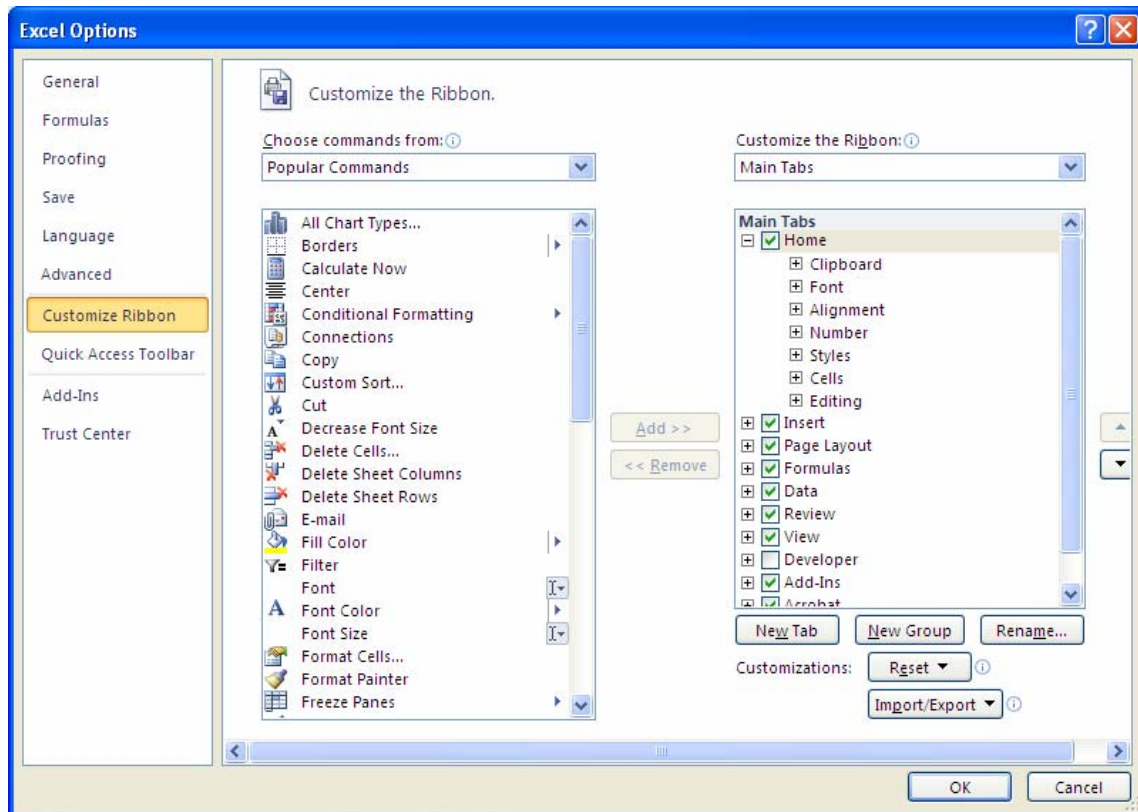 Excel Options
General
Formulas
Proofing
Save
Language
Advanced
Customize Ribbon
Quick Access Toolbar
Add-Ins
Trust Center
Customize the Ribbon.
Choose commands from:
Popular Commands
All Chart Types...
Borders
Calculate Now
Center
Conditional Formatting
Connections
Copy
Custom Sort...
Cut
Decrease Font Size
Delete Cells...
Delete Sheet Columns
Delete Sheet Rows
E-mail
Fill Color
Filter
Font
Font Color
Font Size
Format Cells...
Format Painter
Freeze Panes
Add >>
<< Remove
Customize the Ribbon:
Main Tabs
Main Tabs
Home
Clipboard
Font
Alignment
Number
Styles
Cells
Editing
Insert
Page Layout
Formulas
Data
Review
View
Developer
Add-Ins
Acrobat
New Tab
New Group
Rename...
Customizations:
Reset
Import/Export
OK
Cancel